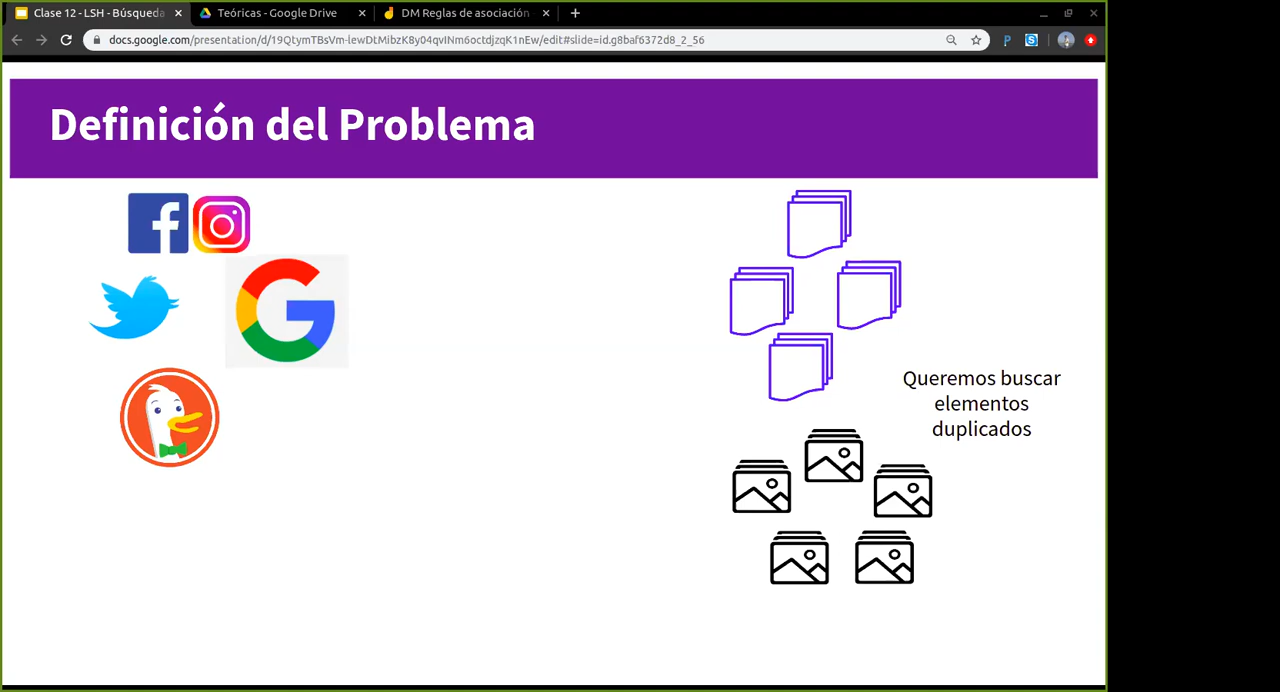 Clase 12 - LSH - Búsqueda
Teóricas - Google Drive
DM Reglas de asociación
docs.google.com/presentation/d/19QtymTBsVm-lewDtMibzK8y04qvINm6octdjzqK1nEw/edit#slide=id.g8baf6372d8_2_56
Definición del Problema
Queremos buscar
elementos
duplicados